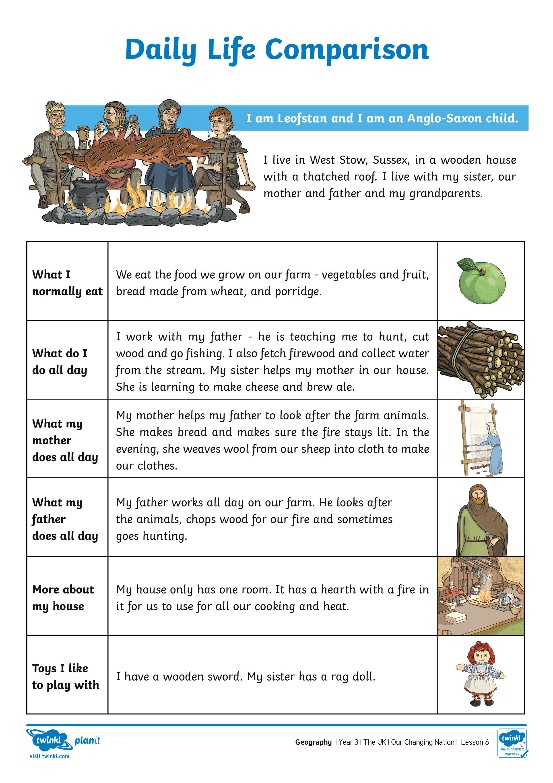 Daily Life Comparison
I am Leofstan and I am an Anglo-Saxon child.
I live in West Stow, Sussex, in a wooden house
with a thatched roof. I live with my sister, our
mother and father and my grandparents.
What I
normally eat
We eat the food we grow on our farm - vegetables and fruit,
bread made from wheat, and porridge.
What do I
do all day
I work with my father - he is teaching me to hunt, cut
wood and go fishing. I also fetch firewood and collect water
from the stream. My sister helps my mother in our house.
She is learning to make cheese and brew ale.
What my
mother
does all day
My mother helps my father to look after the farm animals.
She makes bread and makes sure the fire stays lit. In the
evening, she weaves wool from our sheep into cloth to make
our clothes.
What my
father
does all day
My father works all day on our farm. He looks after
the animals, chops wood for our fire and sometimes
goes hunting.
More about
my house
My house only has one room. It has a hearth with a fire in
it for us to use for all our cooking and heat.
Toys I like
to play with
I have a wooden sword. My sister has a rag doll.
twinkl planit
visit twinkl.com
Geography | Year 3 | The UK | Our Changing Nation | Lesson 6
twinkl